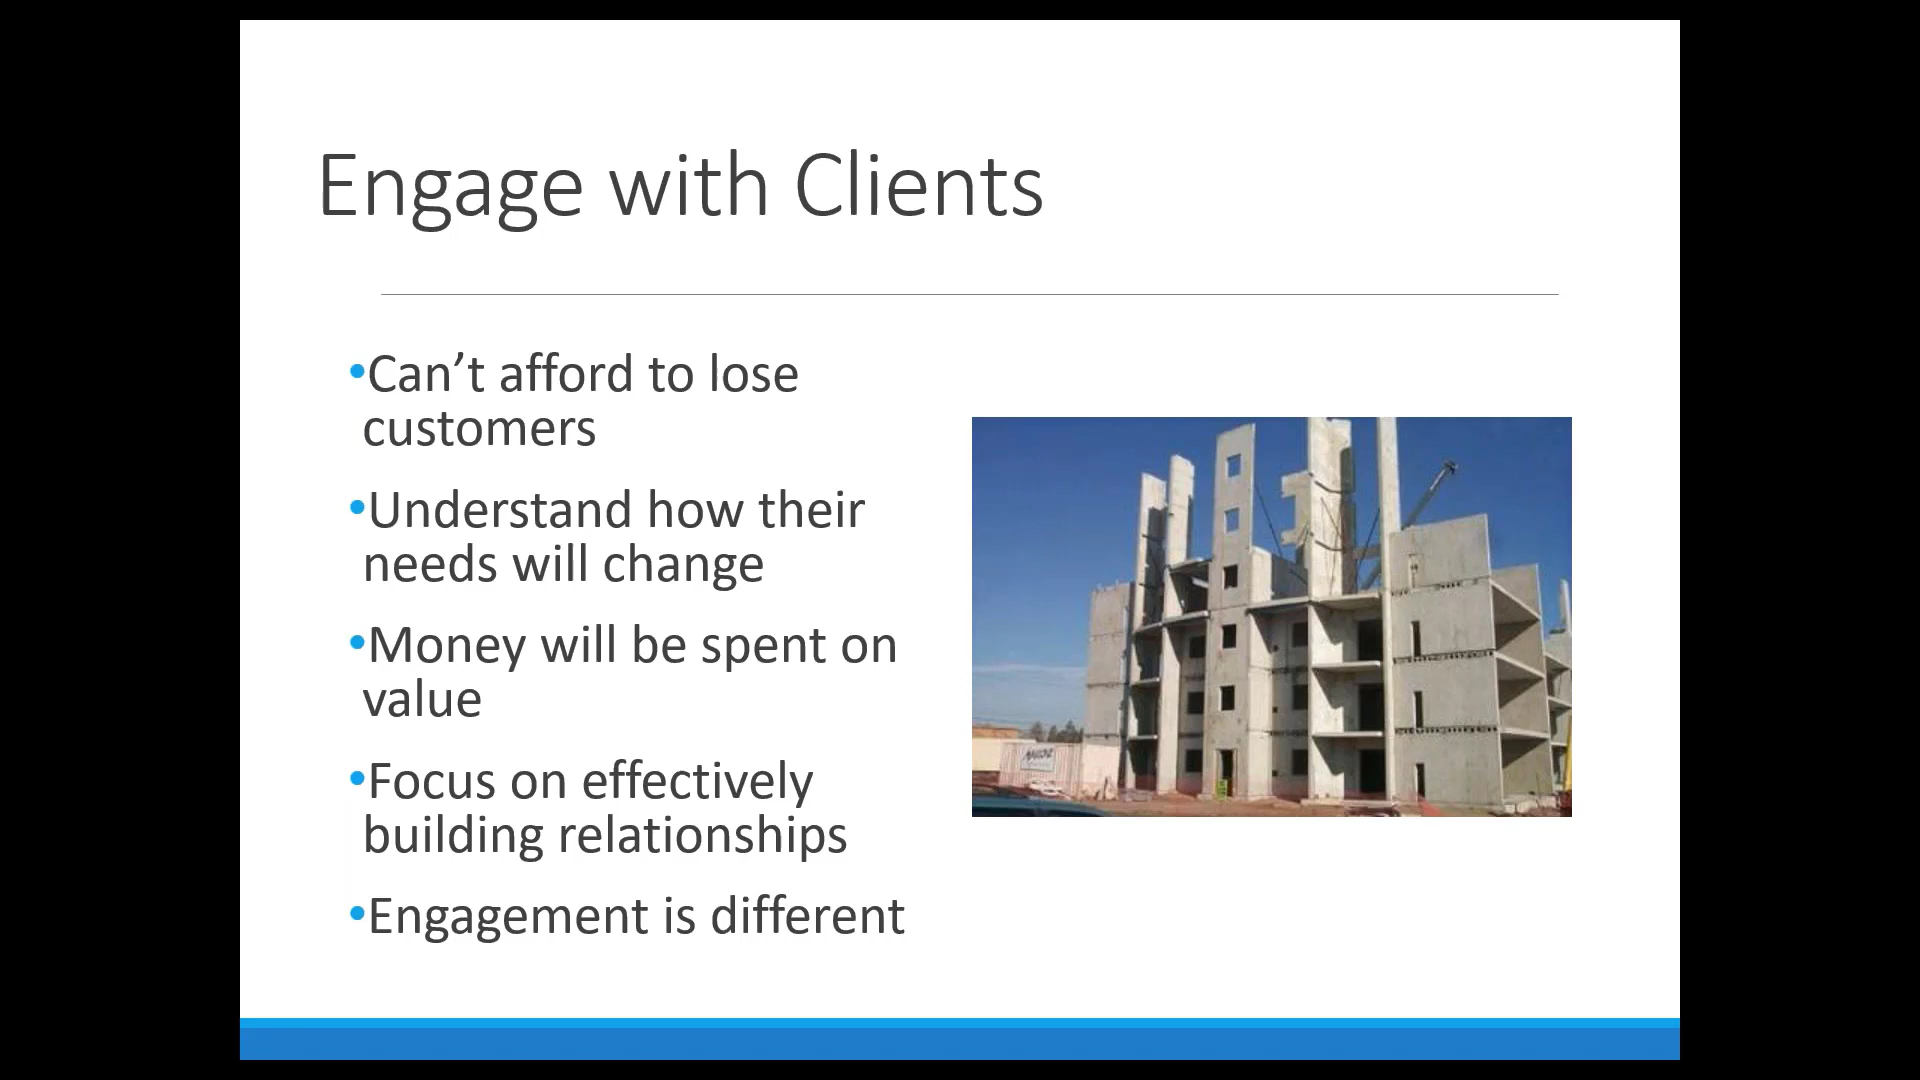 Engage with Clients
•Can’t afford to lose
customers
•Understand how their
needs will change
•Money will be spent on
value
•Focus on effectively
building relationships
•Engagement is different